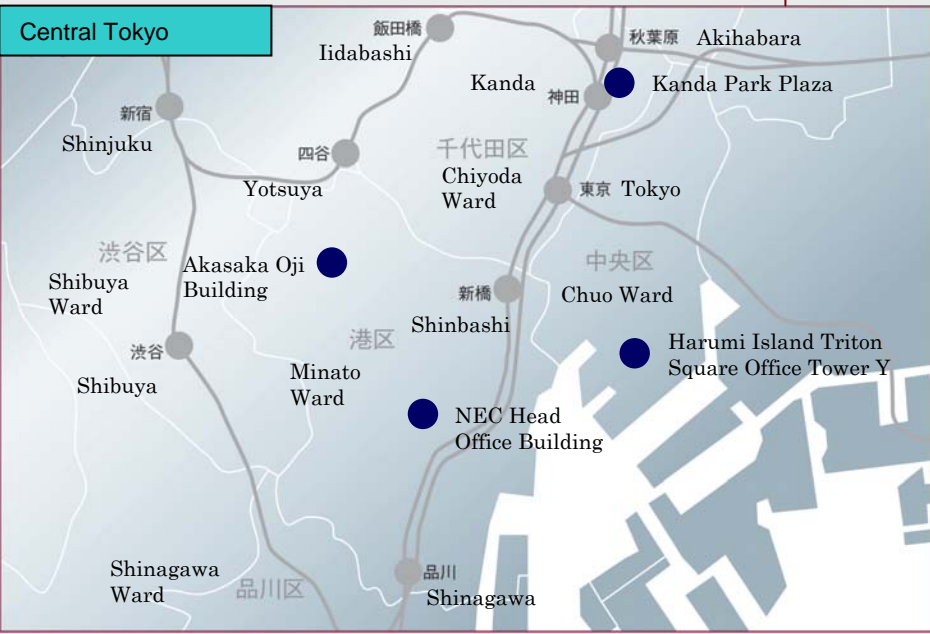 Central Tokyo
飯田橋
Iidabashi
秋葉原 Akihabara
Kanda
神田
Kanda Park Plaza
新宿
Shinjuku
四谷
Yotsuya
千代田区
Chiyoda
Ward
東京 Tokyo
渋谷区
Shibuya
Ward
Akasaka Oji
Building
中央区
Chuo Ward
新橋
Shinbashi
港区
Minato
Ward
渋谷
Shibuya
Harumi Island Triton
Square Office Tower Y
NEC Head
Office Building
Shinagawa
Ward
品川区
品川
Shinagawa